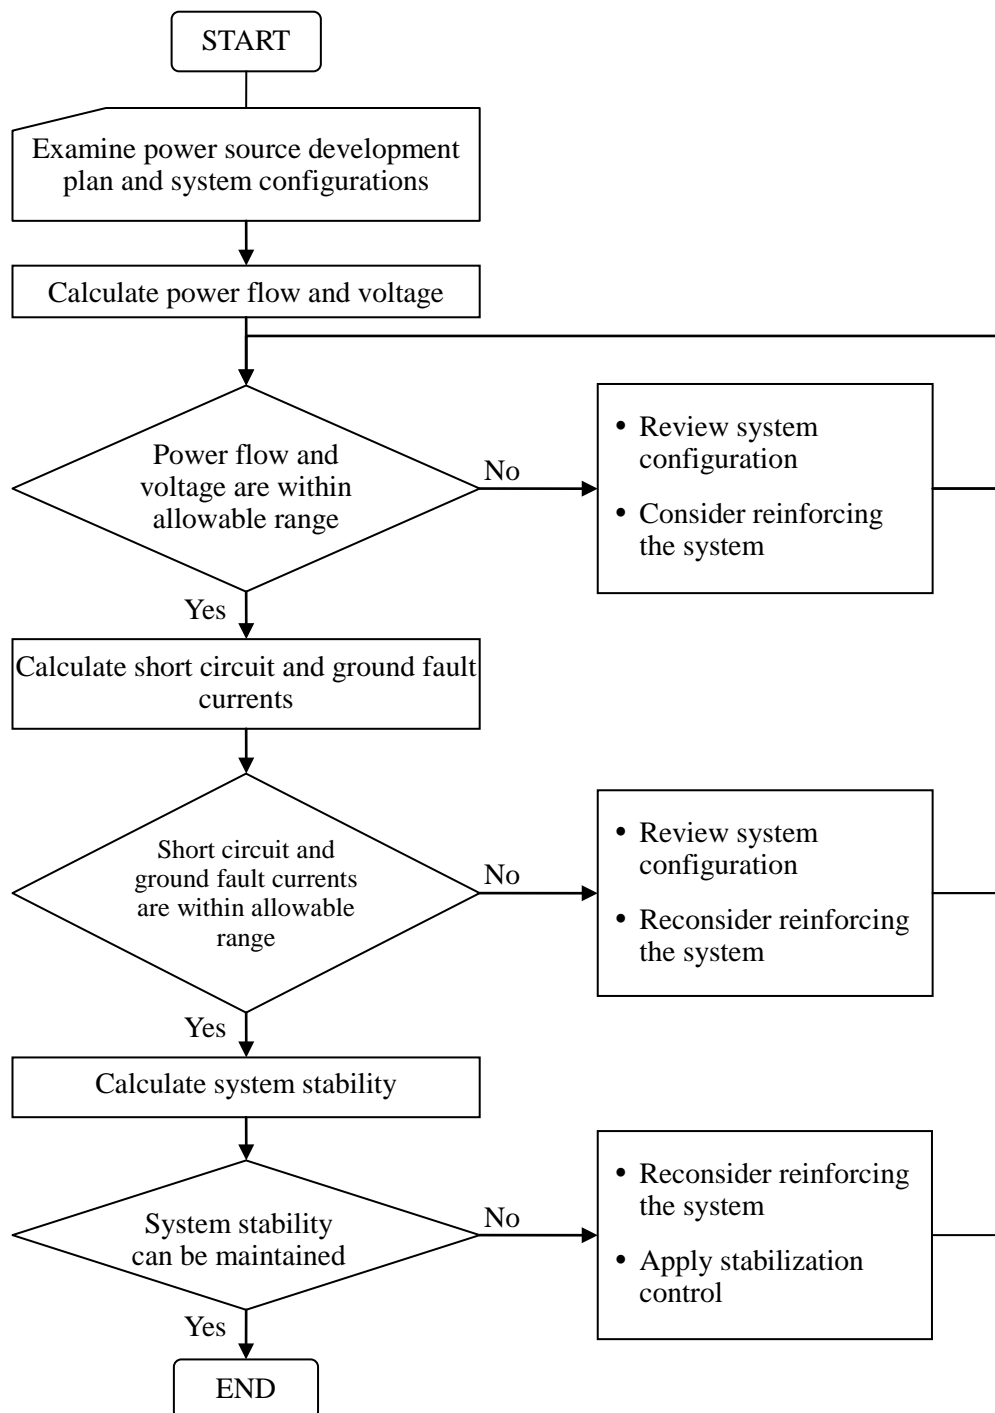 START
Examine power source development
plan and system configurations
Calculate power flow and voltage
Power flow and
voltage are within
allowable range
No
• Review system
configuration
• Consider reinforcing
the system
Yes
Calculate short circuit and ground fault
currents
Short circuit and
ground fault currents
are within allowable
range
No
• Review system
configuration
• Reconsider reinforcing
the system
Yes
Calculate system stability
System stability
can be maintained
No
• Reconsider reinforcing
the system
• Apply stabilization
control
Yes
END